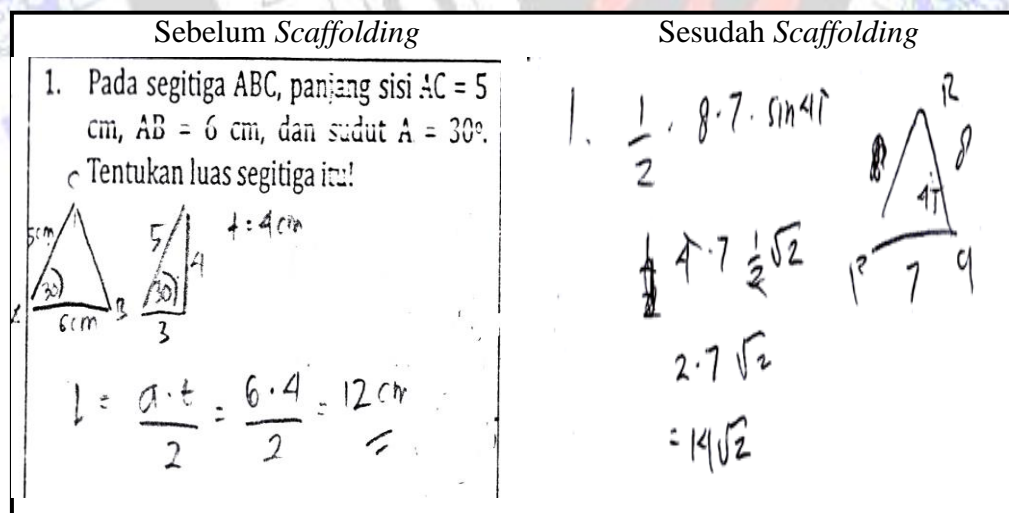 Sebelum Scaffolding
Sesudah Scaffolding
1. Pada segitiga ABC, panjang sisi AC = 5
cm, AB = 6 cm, dan sudut A = 30°.
Tentukan luas segitiga itu!
C
5cm
30
6cm B
5
4
30
3
t = 4 cm
L = a.t/2 = 6.4/2 = 12 cm
1. 1/2 . 8.7. sin 45
R
8
45
P 7 q
4.7 1/2 √2
2.7 √2
= 14√2